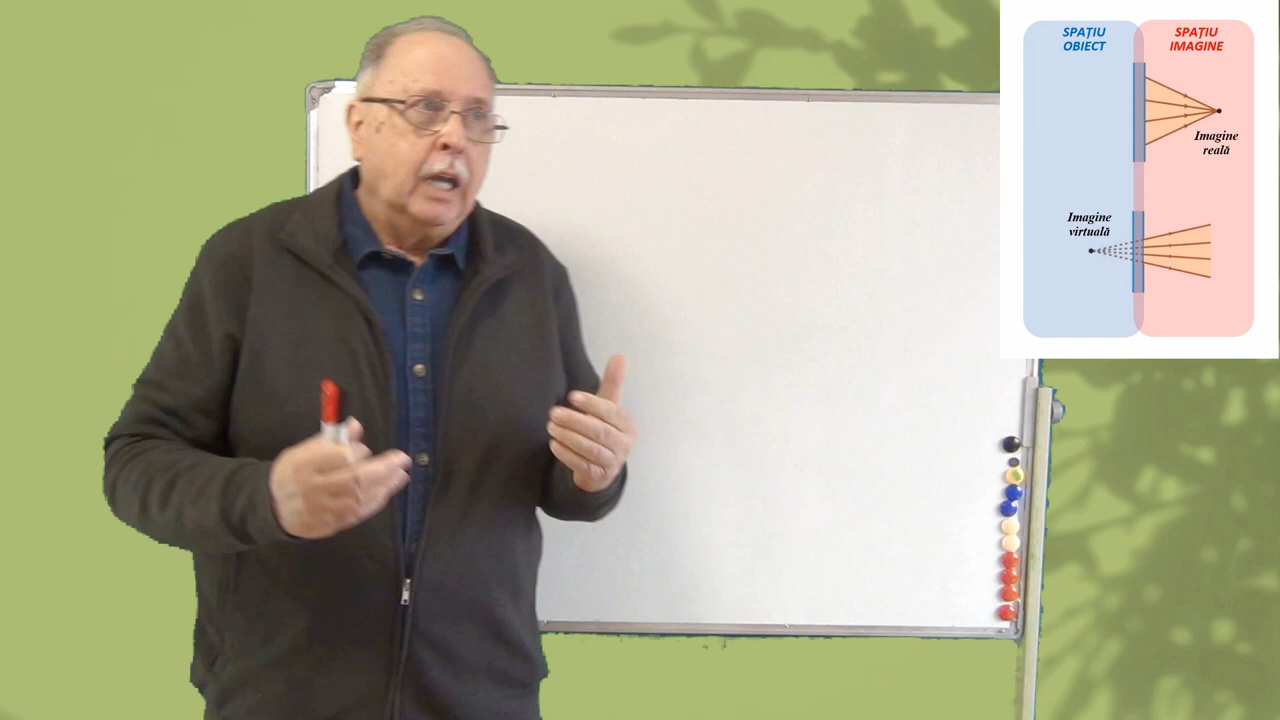 SPAȚIU
OBIECT
SPAȚIU
IMAGINE
Imagine
reală
Imagine
virtuală